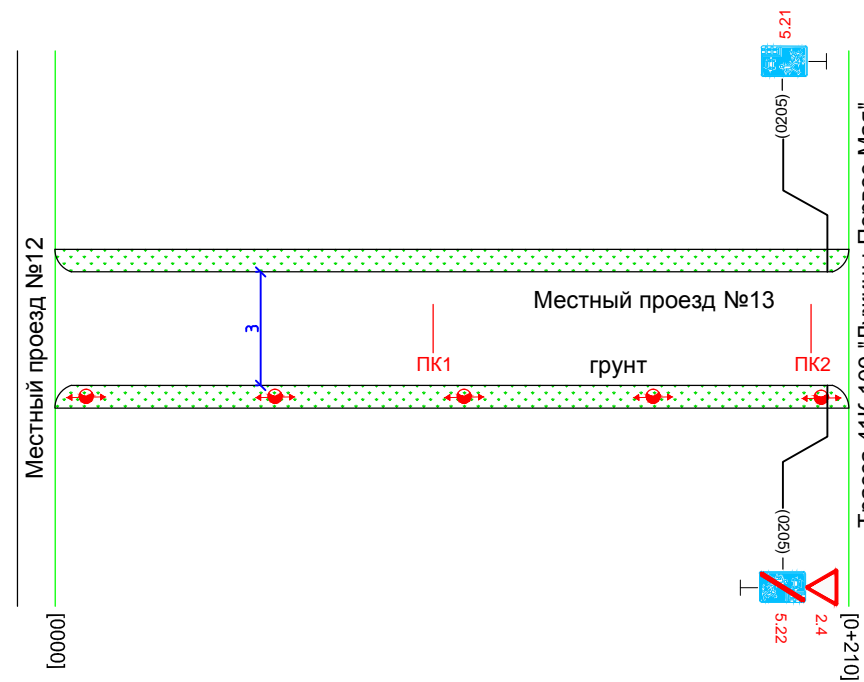 5.21
(0205)
Местный проезд №12
Местный проезд №13
3
ПК1
грунт
ПК2
(0205)
5.22
2.4
[0000]
[0+210]